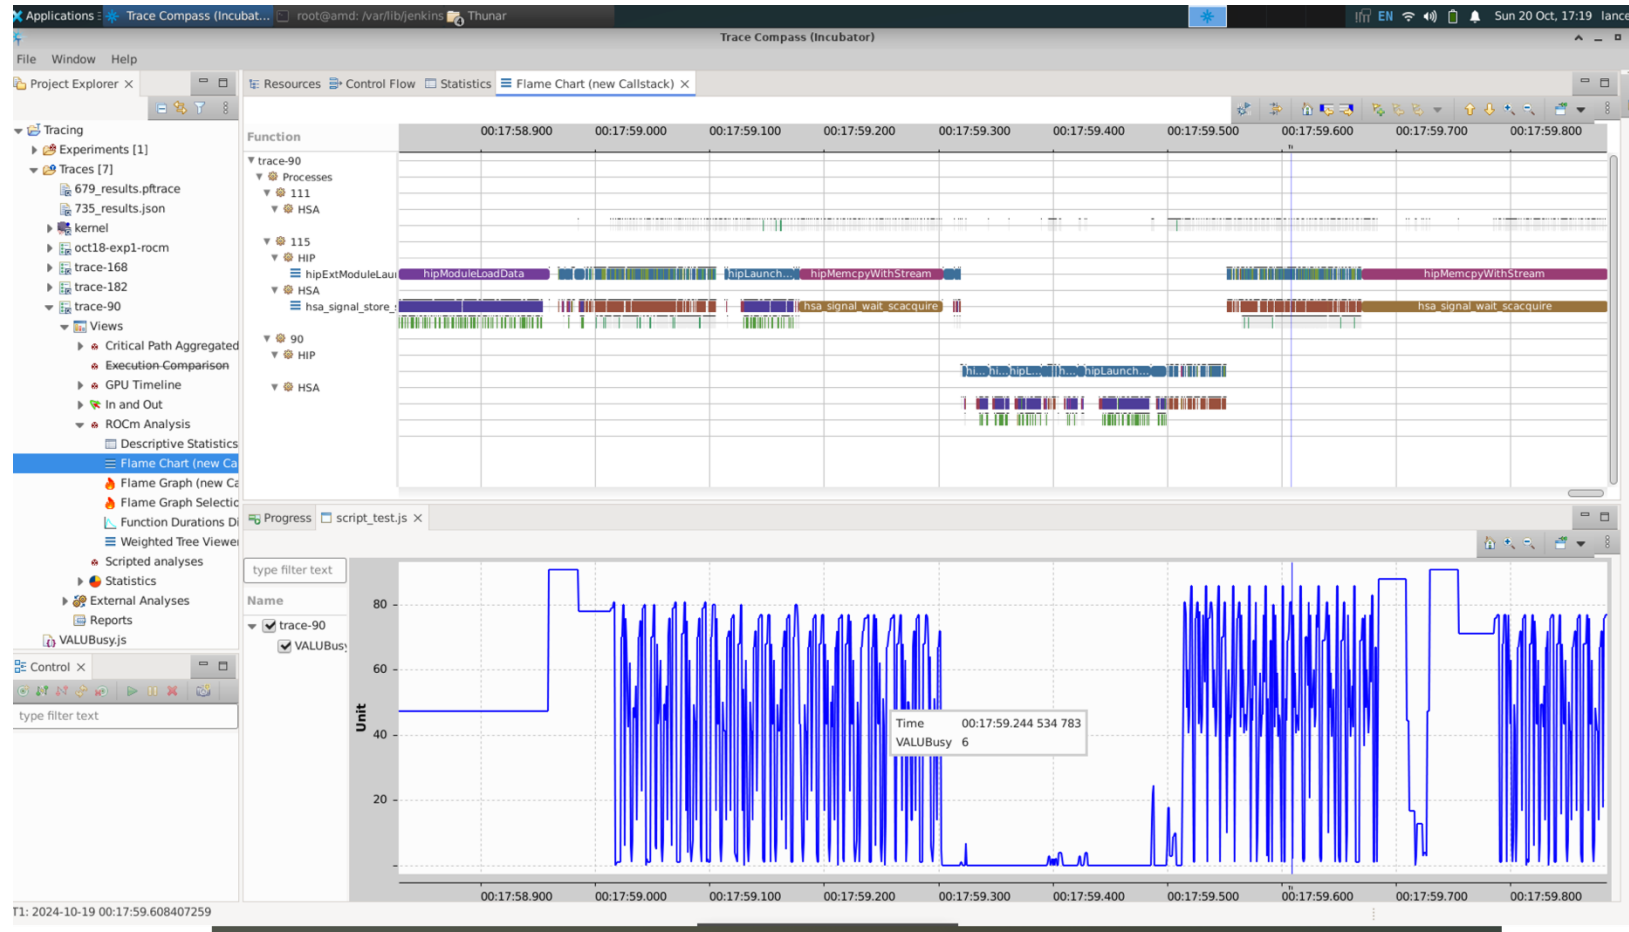 Applications
Trace Compass (Incubat...
root@amd: /var/lib/jenkins
Thunar
EN
Sun 20 Oct, 17:19
lance
Trace Compass (Incubator)
File Window Help
Project Explorer
Tracing
Experiments [1]
Traces [7]
679_results.pftrace
735_results.json
kernel
oct18-exp1-rocm
trace-168
trace-182
trace-90
Views
Critical Path Aggregated
Execution Comparison
GPU Timeline
In and Out
ROCm Analysis
Descriptive Statistics
Flame Chart (new Ca
Flame Graph (new Ca
Flame Graph Selectic
Function Durations Di
Weighted Tree Viewer
Scripted analyses
Statistics
External Analyses
Reports
VALUBusy.js
Control
type filter text
Resources Control Flow Statistics Flame Chart (new Callstack)
Function
00:17:58.900 00:17:59.000 00:17:59.100 00:17:59.200 00:17:59.300 00:17:59.400 00:17:59.500 00:17:59.600 00:17:59.700 00:17:59.800
trace-90
Processes
111
HSA
115
HIP
hipExtModuleLau
hipModuleLoadData
hipLaunch...
hipMemcpyWithStream
hipMemcpyWithStream
HSA
hsa_signal_store_
hsa_signal_wait_scacquire
hsa_signal_wait_scacquire
90
HIP
hi... hi... hipL... h... hipLaunch...
HSA
Progress script_test.js
type filter text
Name
trace-90
VALUBusy
Unit
80
60
40
20
Time 00:17:59.244 534 783
VALUBusy 6
00:17:58.900 00:17:59.000 00:17:59.100 00:17:59.200 00:17:59.300 00:17:59.400 00:17:59.500 00:17:59.600 00:17:59.700 00:17:59.800
T1: 2024-10-19 00:17:59.608407259